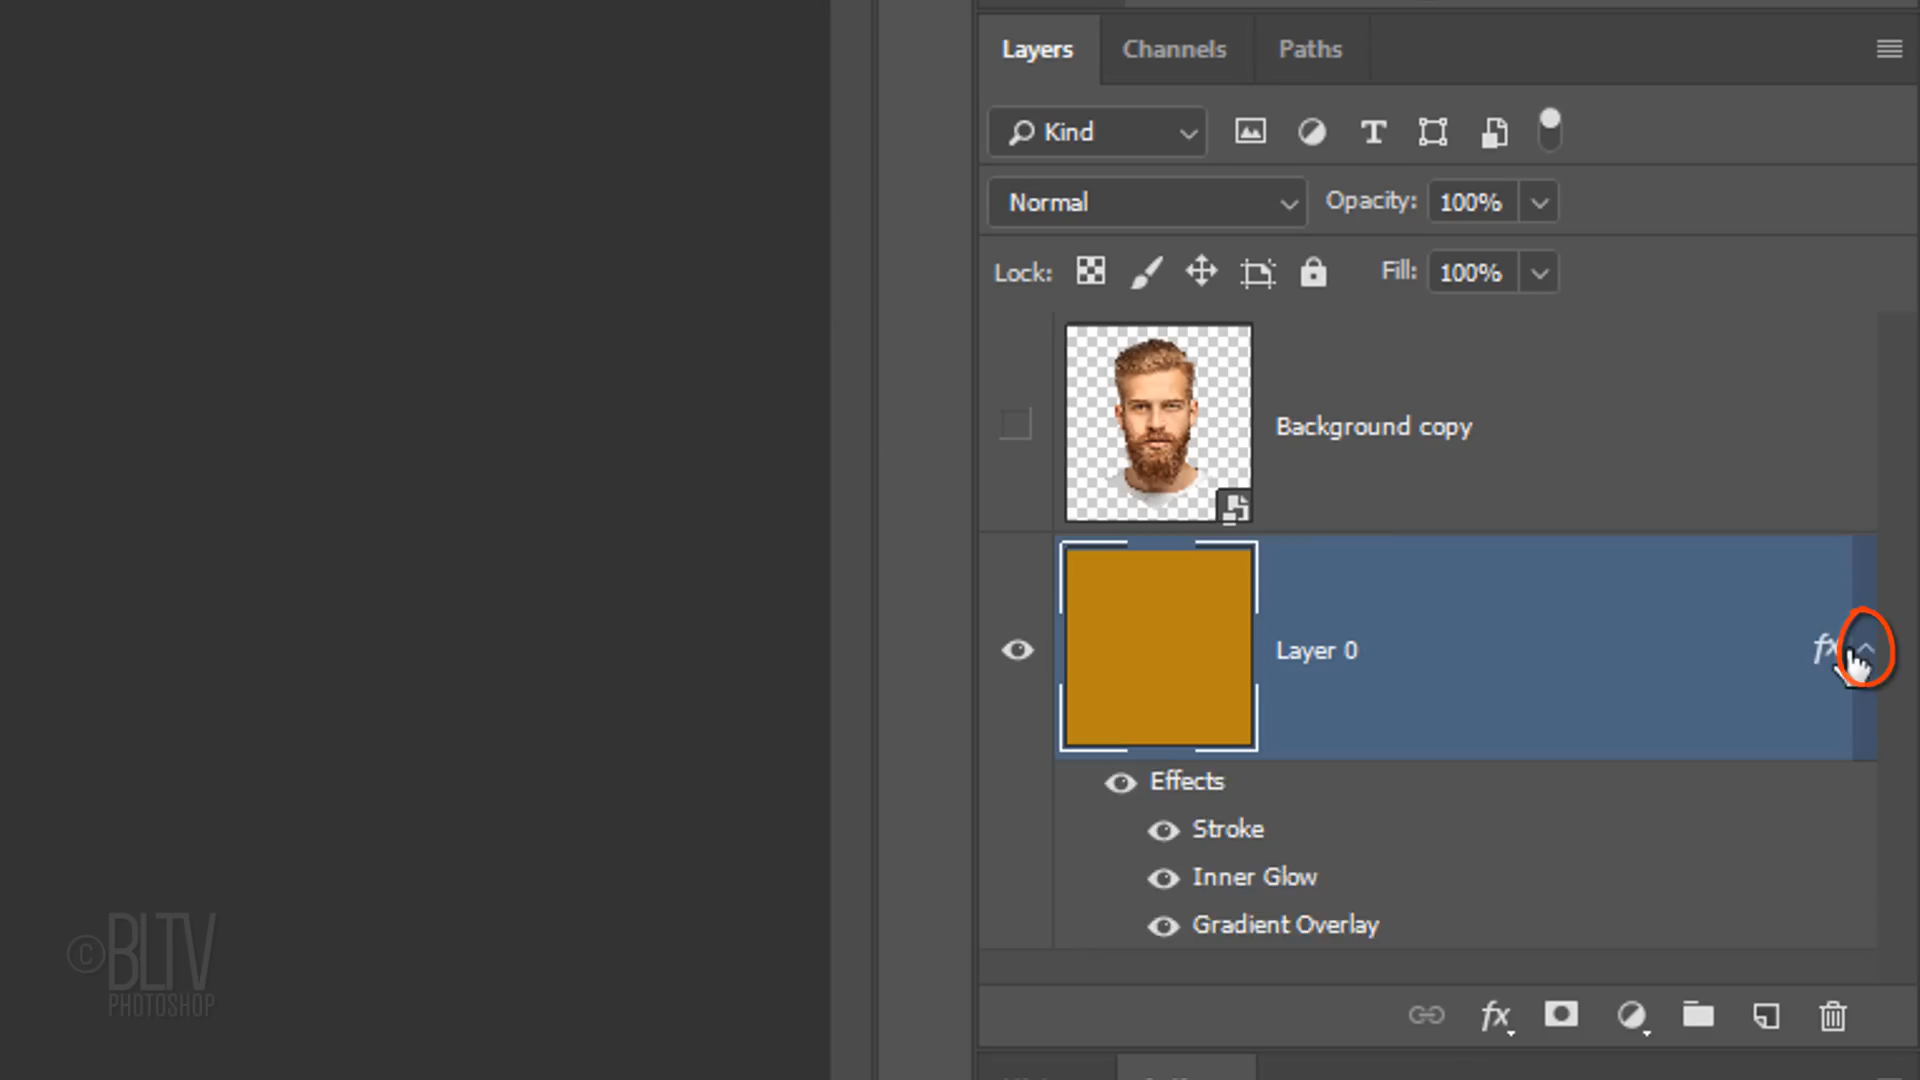 Layers Channels Paths
Kind
Normal Opacity: 100%
Lock: Fill: 100%
Background copy
Layer 0 fx
Effects
Stroke
Inner Glow
Gradient Overlay
fx
©BLTV
PHOTOSHOP